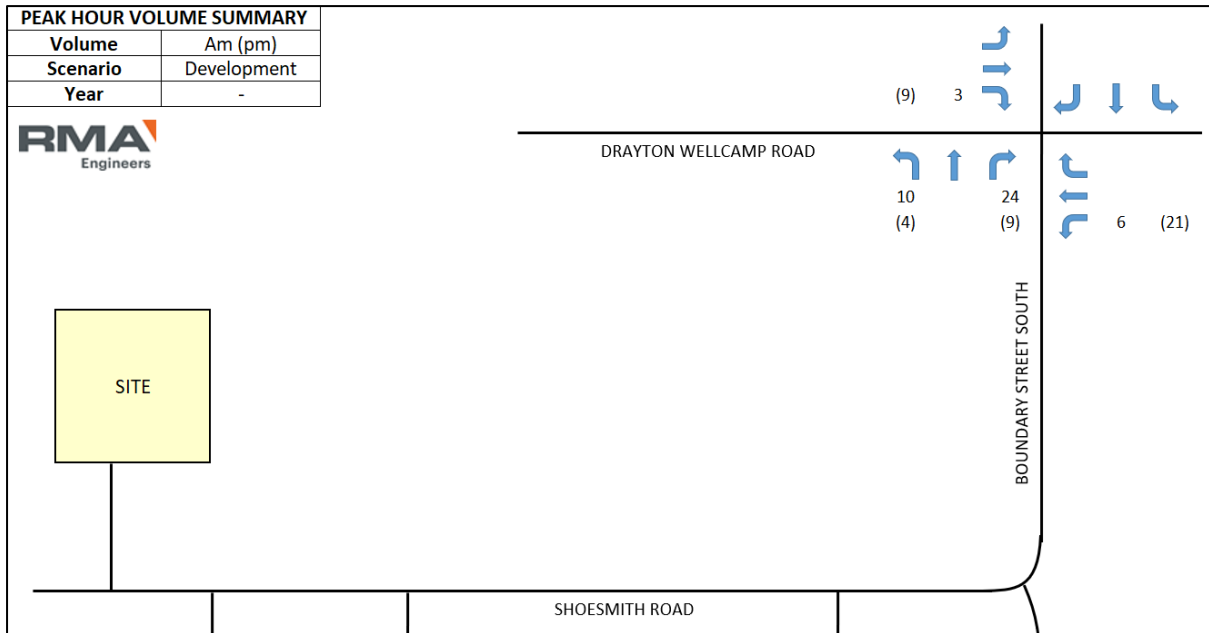 PEAK HOUR VOLUME SUMMARY
Volume Am (pm)
Scenario Development
Year -
RMA
Engineers
(9) 3
DRAYTON WELLCAMP ROAD
10 24
(4) (9) 6 (21)
BOUNDARY STREET SOUTH
SITE
SHOESMITH ROAD